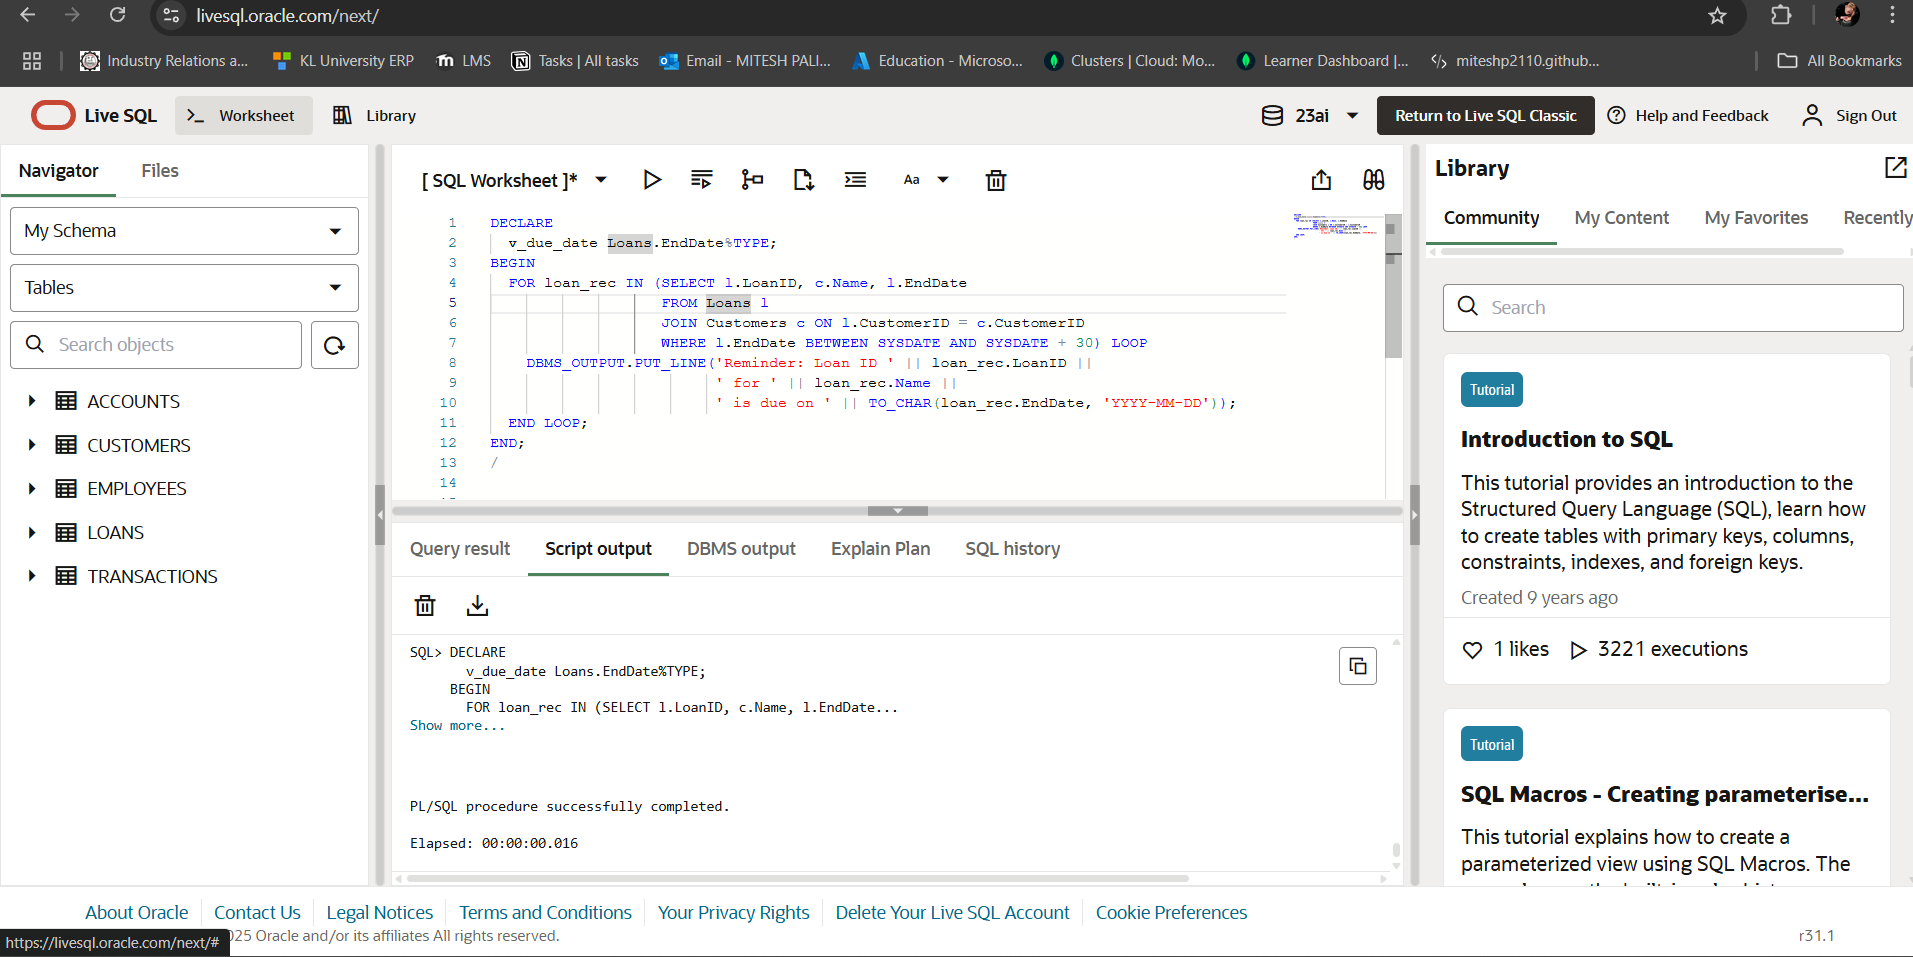 livesql.oracle.com/next/
Industry Relations a...
KL University ERP
LMS
Tasks | All tasks
Email - MITESH PALI...
Education - Microso...
Clusters | Cloud: Mo...
Learner Dashboard |...
miteshp2110.github...
All Bookmarks
Live SQL
Worksheet
Library
23ai
Return to Live SQL Classic
Help and Feedback
Sign Out
Navigator
Files
My Schema
Tables
Search objects
ACCOUNTS
CUSTOMERS
EMPLOYEES
LOANS
TRANSACTIONS
[ SQL Worksheet ]*
Aa
1 DECLARE
2 v_due_date Loans.EndDate%TYPE;
3 BEGIN
4 FOR loan_rec IN (SELECT l.LoanID, c.Name, l.EndDate
5 FROM Loans l
6 JOIN Customers c ON l.CustomerID = c.CustomerID
7 WHERE l.EndDate BETWEEN SYSDATE AND SYSDATE + 30) LOOP
8 DBMS_OUTPUT.PUT_LINE('Reminder: Loan ID ' || loan_rec.LoanID ||
9 ' for ' || loan_rec.Name ||
10 ' is due on ' || TO_CHAR(loan_rec.EndDate, 'YYYY-MM-DD'));
11 END LOOP;
12 END;
13 /
14
Query result
Script output
DBMS output
Explain Plan
SQL history
SQL> DECLARE
v_due_date Loans.EndDate%TYPE;
BEGIN
FOR loan_rec IN (SELECT l.LoanID, c.Name, l.EndDate...
Show more...
PL/SQL procedure successfully completed.
Elapsed: 00:00:00.016
Library
Community
My Content
My Favorites
Recently
Search
Tutorial
Introduction to SQL
This tutorial provides an introduction to the
Structured Query Language (SQL), learn how
to create tables with primary keys, columns,
constraints, indexes, and foreign keys.
Created 9 years ago
1 likes
3221 executions
Tutorial
SQL Macros - Creating parameterise...
This tutorial explains how to create a
parameterized view using SQL Macros. The
About Oracle
Contact Us
Legal Notices
Terms and Conditions
Your Privacy Rights
Delete Your Live SQL Account
Cookie Preferences
https://livesql.oracle.com/next/#
025 Oracle and/or its affiliates All rights reserved.
r31.1